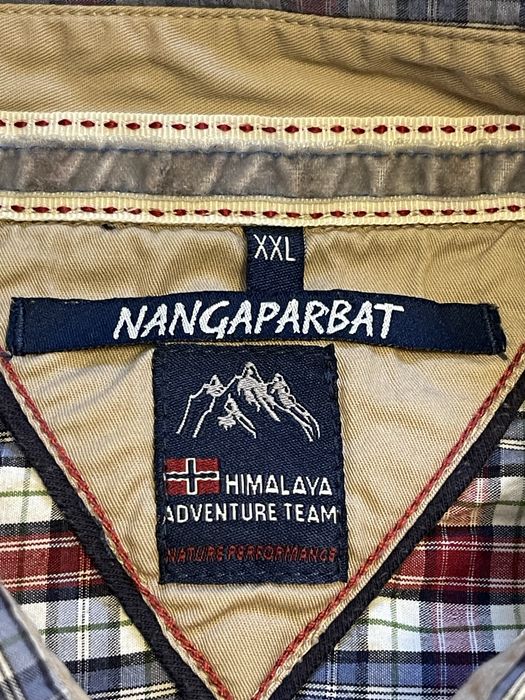 XXL
NANGAPARBAT
HIMALAYA
ADVENTURE TEAM
NATURE PERFORMANCE